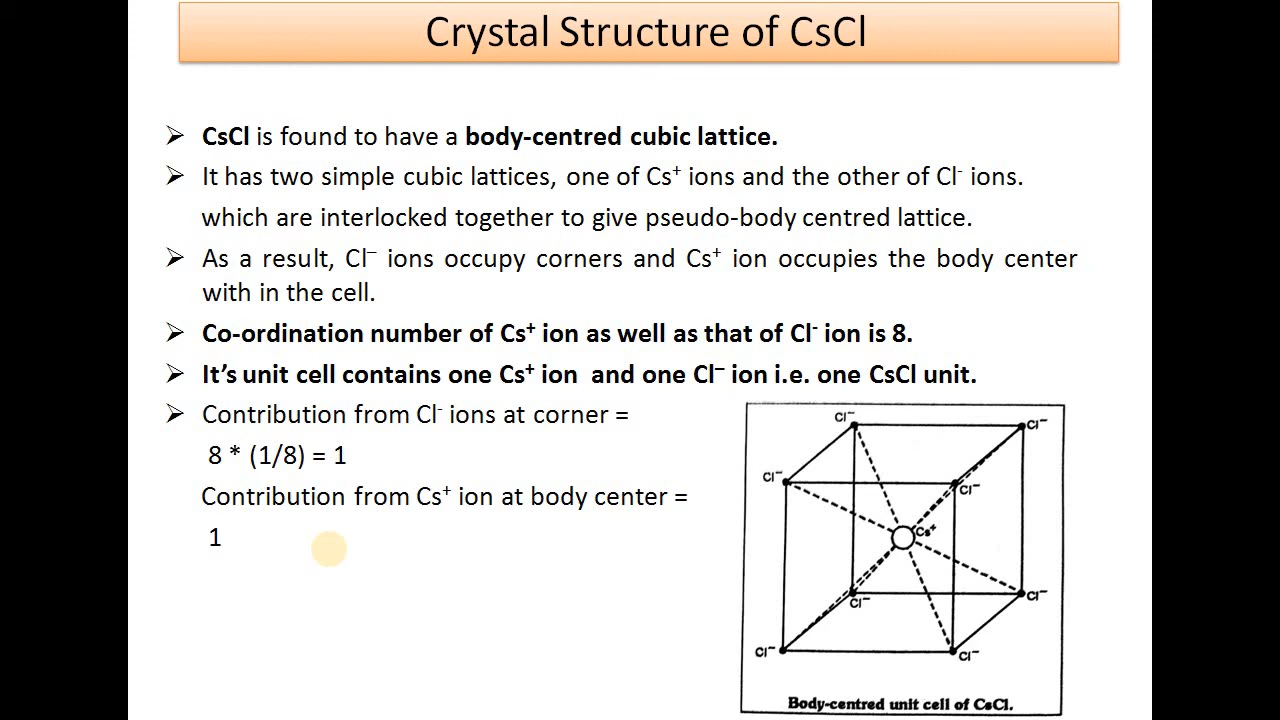 Crystal Structure of CsCl
➢ CsCl is found to have a body-centred cubic lattice.
➢ It has two simple cubic lattices, one of Cs⁺ ions and the other of Cl⁻ ions.
which are interlocked together to give pseudo-body centred lattice.
➢ As a result, Cl⁻ ions occupy corners and Cs⁺ ion occupies the body center
with in the cell.
➢ Co-ordination number of Cs⁺ ion as well as that of Cl⁻ ion is 8.
➢ It’s unit cell contains one Cs⁺ ion and one Cl⁻ ion i.e. one CsCl unit.
➢ Contribution from Cl⁻ ions at corner =
8 * (1/8) = 1
Contribution from Cs⁺ ion at body center =
1
Cl⁻
Cl⁻
Cl⁻
Cl⁻
Cs⁺
Cl⁻
Cl⁻
Cl⁻
Cl⁻
Body-centred unit cell of CsCl.